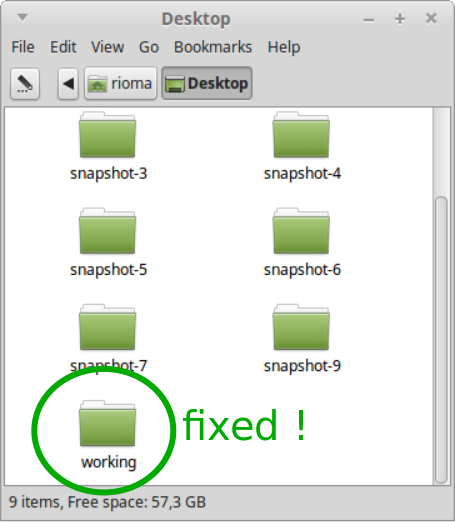 Desktop
File Edit View Go Bookmarks Help
rioma Desktop
snapshot-3 snapshot-4
snapshot-5 snapshot-6
snapshot-7 snapshot-9
fixed !
working
9 items, Free space: 57,3 GB